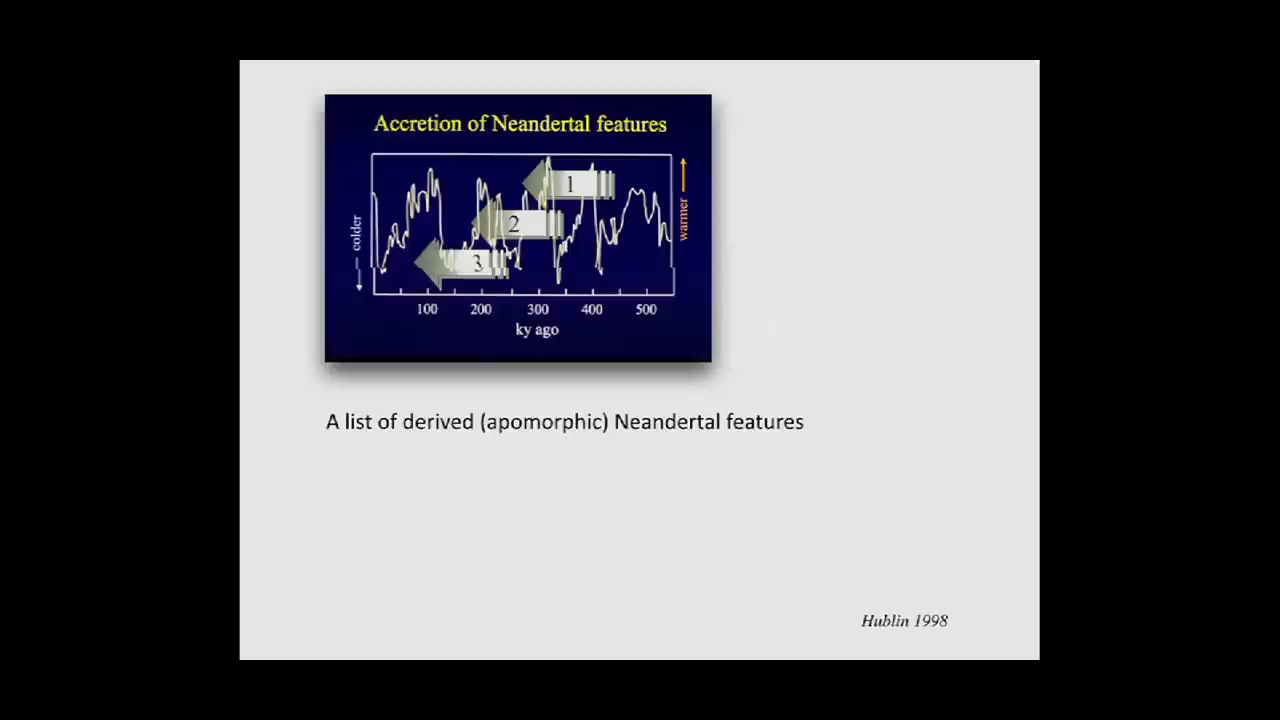 Accretion of Neandertal features
1
2
3
colder
warmer
100 200 300 400 500
ky ago
A list of derived (apomorphic) Neandertal features
Hublin 1998